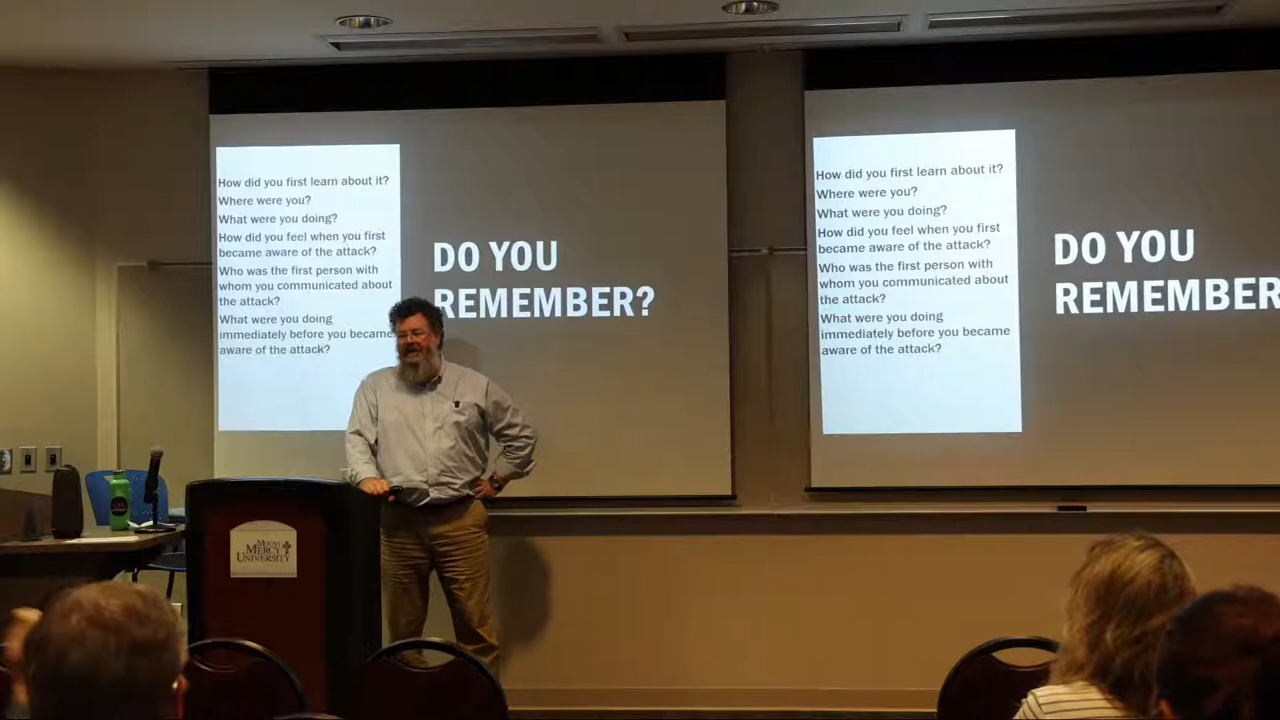 How did you first learn about it?
Where were you?
What were you doing?
How did you feel when you first
became aware of the attack?
Who was the first person with
whom you communicated about
the attack?
What were you doing
immediately before you became
aware of the attack?
DO YOU
REMEMBER?
How did you first learn about it?
Where were you?
What were you doing?
How did you feel when you first
became aware of the attack?
Who was the first person with
whom you communicated about
the attack?
What were you doing
immediately before you became
aware of the attack?
DO YOU
REMEMBER
MOUNT
MERCY
UNIVERSITY